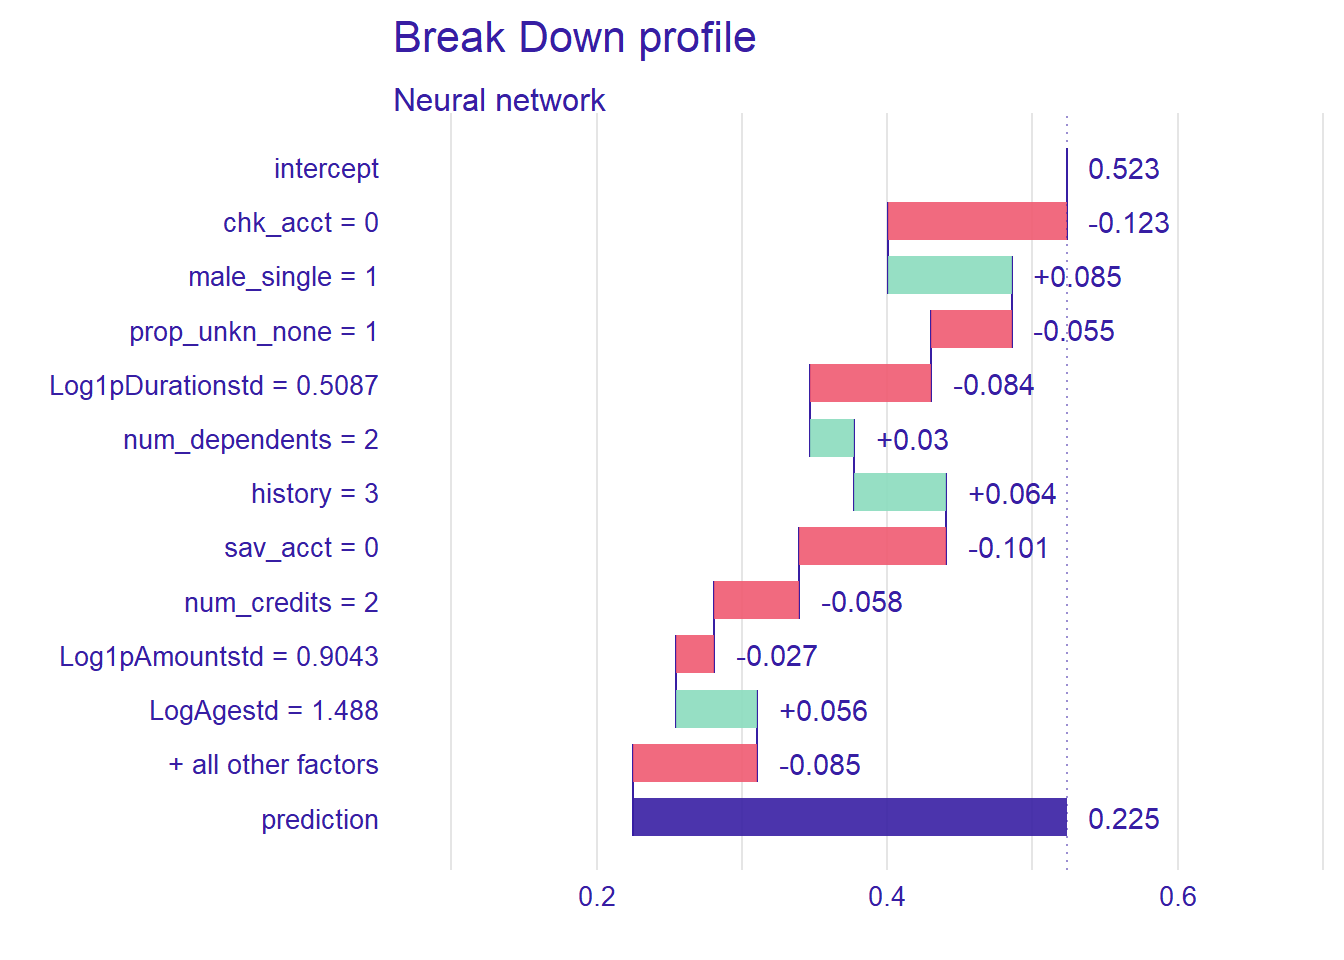 Break Down profile
Neural network
intercept 0.523
chk_acct = 0 -0.123
male_single = 1 +0.085
prop_unkn_none = 1 -0.055
Log1pDurationstd = 0.5087 -0.084
num_dependents = 2 +0.03
history = 3 +0.064
sav_acct = 0 -0.101
num_credits = 2 -0.058
Log1pAmountstd = 0.9043 -0.027
LogAgestd = 1.488 +0.056
+ all other factors -0.085
prediction 0.225
0.2 0.4 0.6